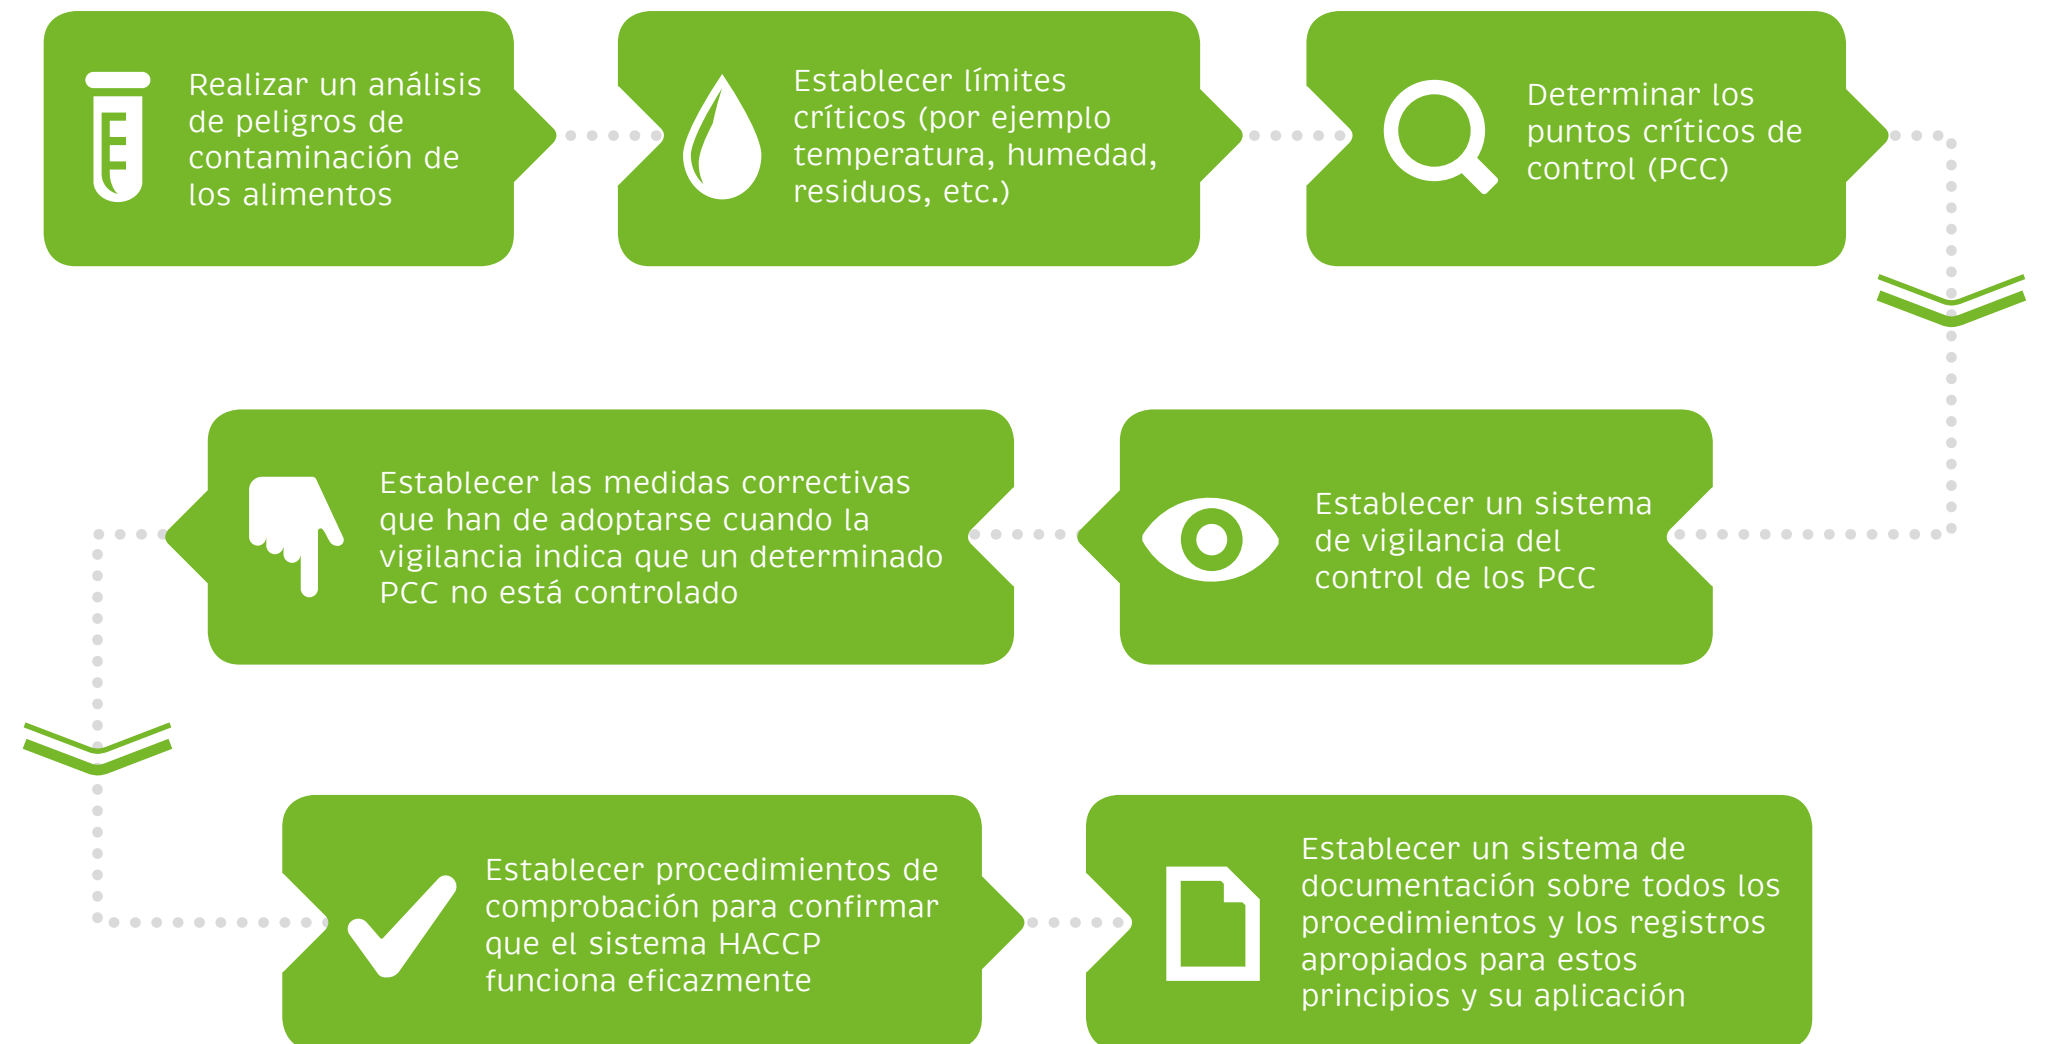 Realizar un análisis
de peligros de
contaminación de
los alimentos
Establecer límites
críticos (por ejemplo
temperatura, humedad,
residuos, etc.)
Determinar los
puntos críticos de
control (PCC)
Establecer un sistema
de vigilancia del
control de los PCC
Establecer las medidas correctivas
que han de adoptarse cuando la
vigilancia indica que un determinado
PCC no está controlado
Establecer procedimientos de
comprobación para confirmar
que el sistema HACCP
funciona eficazmente
Establecer un sistema de
documentación sobre todos los
procedimientos y los registros
apropiados para estos
principios y su aplicación